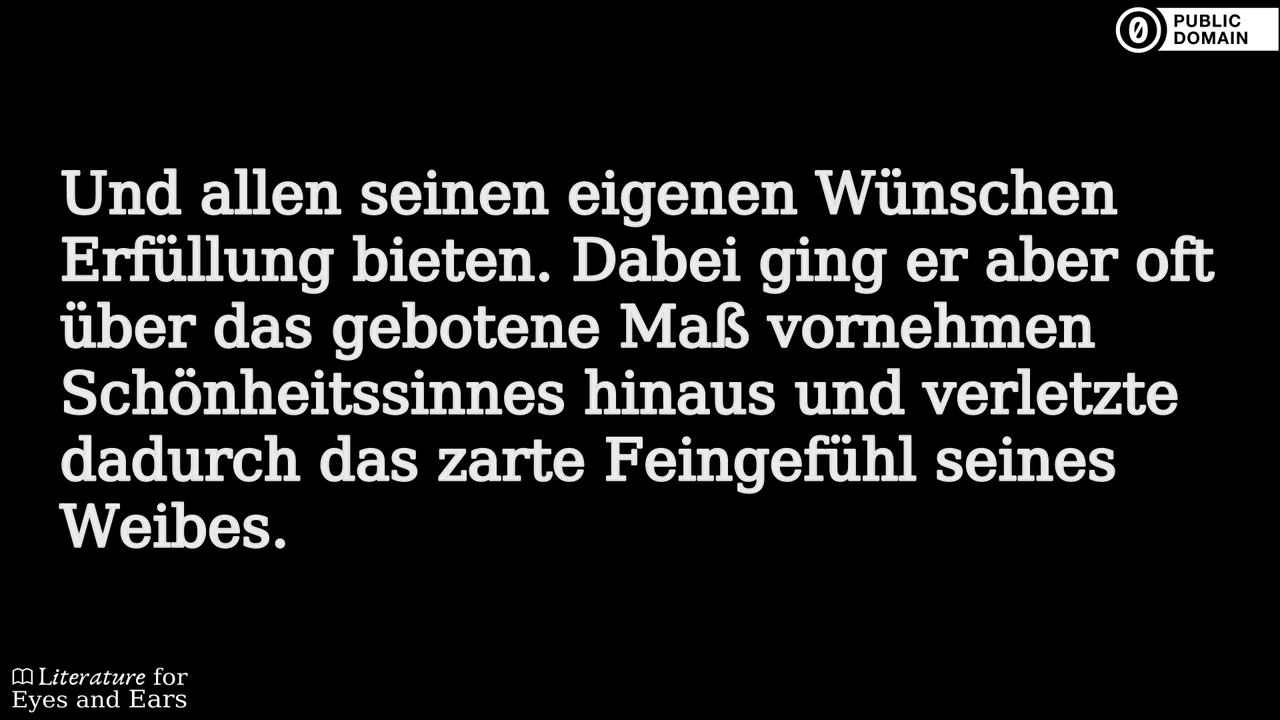 PUBLIC
DOMAIN
Und allen seinen eigenen Wünschen
Erfüllung bieten. Dabei ging er aber oft
über das gebotene Maß vornehmen
Schönheitssinnes hinaus und verletzte
dadurch das zarte Feingefühl seines
Weibes.
Literature for
Eyes and Ears